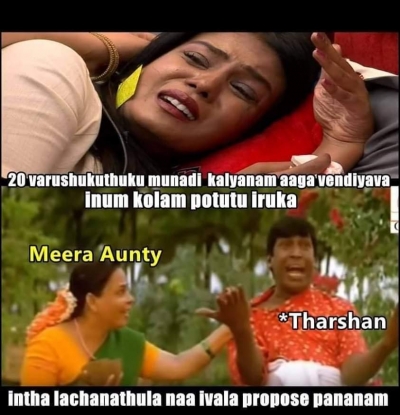 20 varushukuthuku munadi kalyanam aaga vendiyava
inum kolam potutu iruka
Meera Aunty
*Tharshan
intha lachanathula naa ivala propose pananam